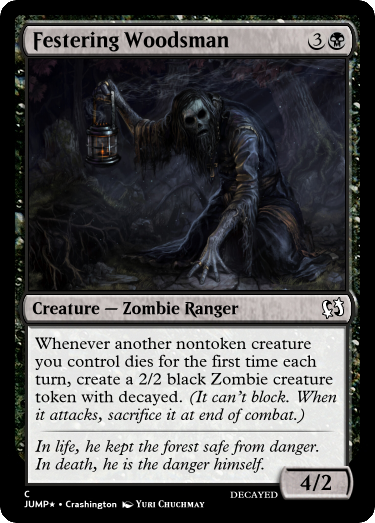 Festering Woodsman 3
Creature — Zombie Ranger
Whenever another nontoken creature
you control dies for the first time each
turn, create a 2/2 black Zombie creature
token with decayed. (It can't block. When
it attacks, sacrifice it at end of combat.)
In life, he kept the forest safe from danger.
In death, he is the danger himself.
4/2
C DECAYED
JUMP★ • Crashington Yuri Chuchmay